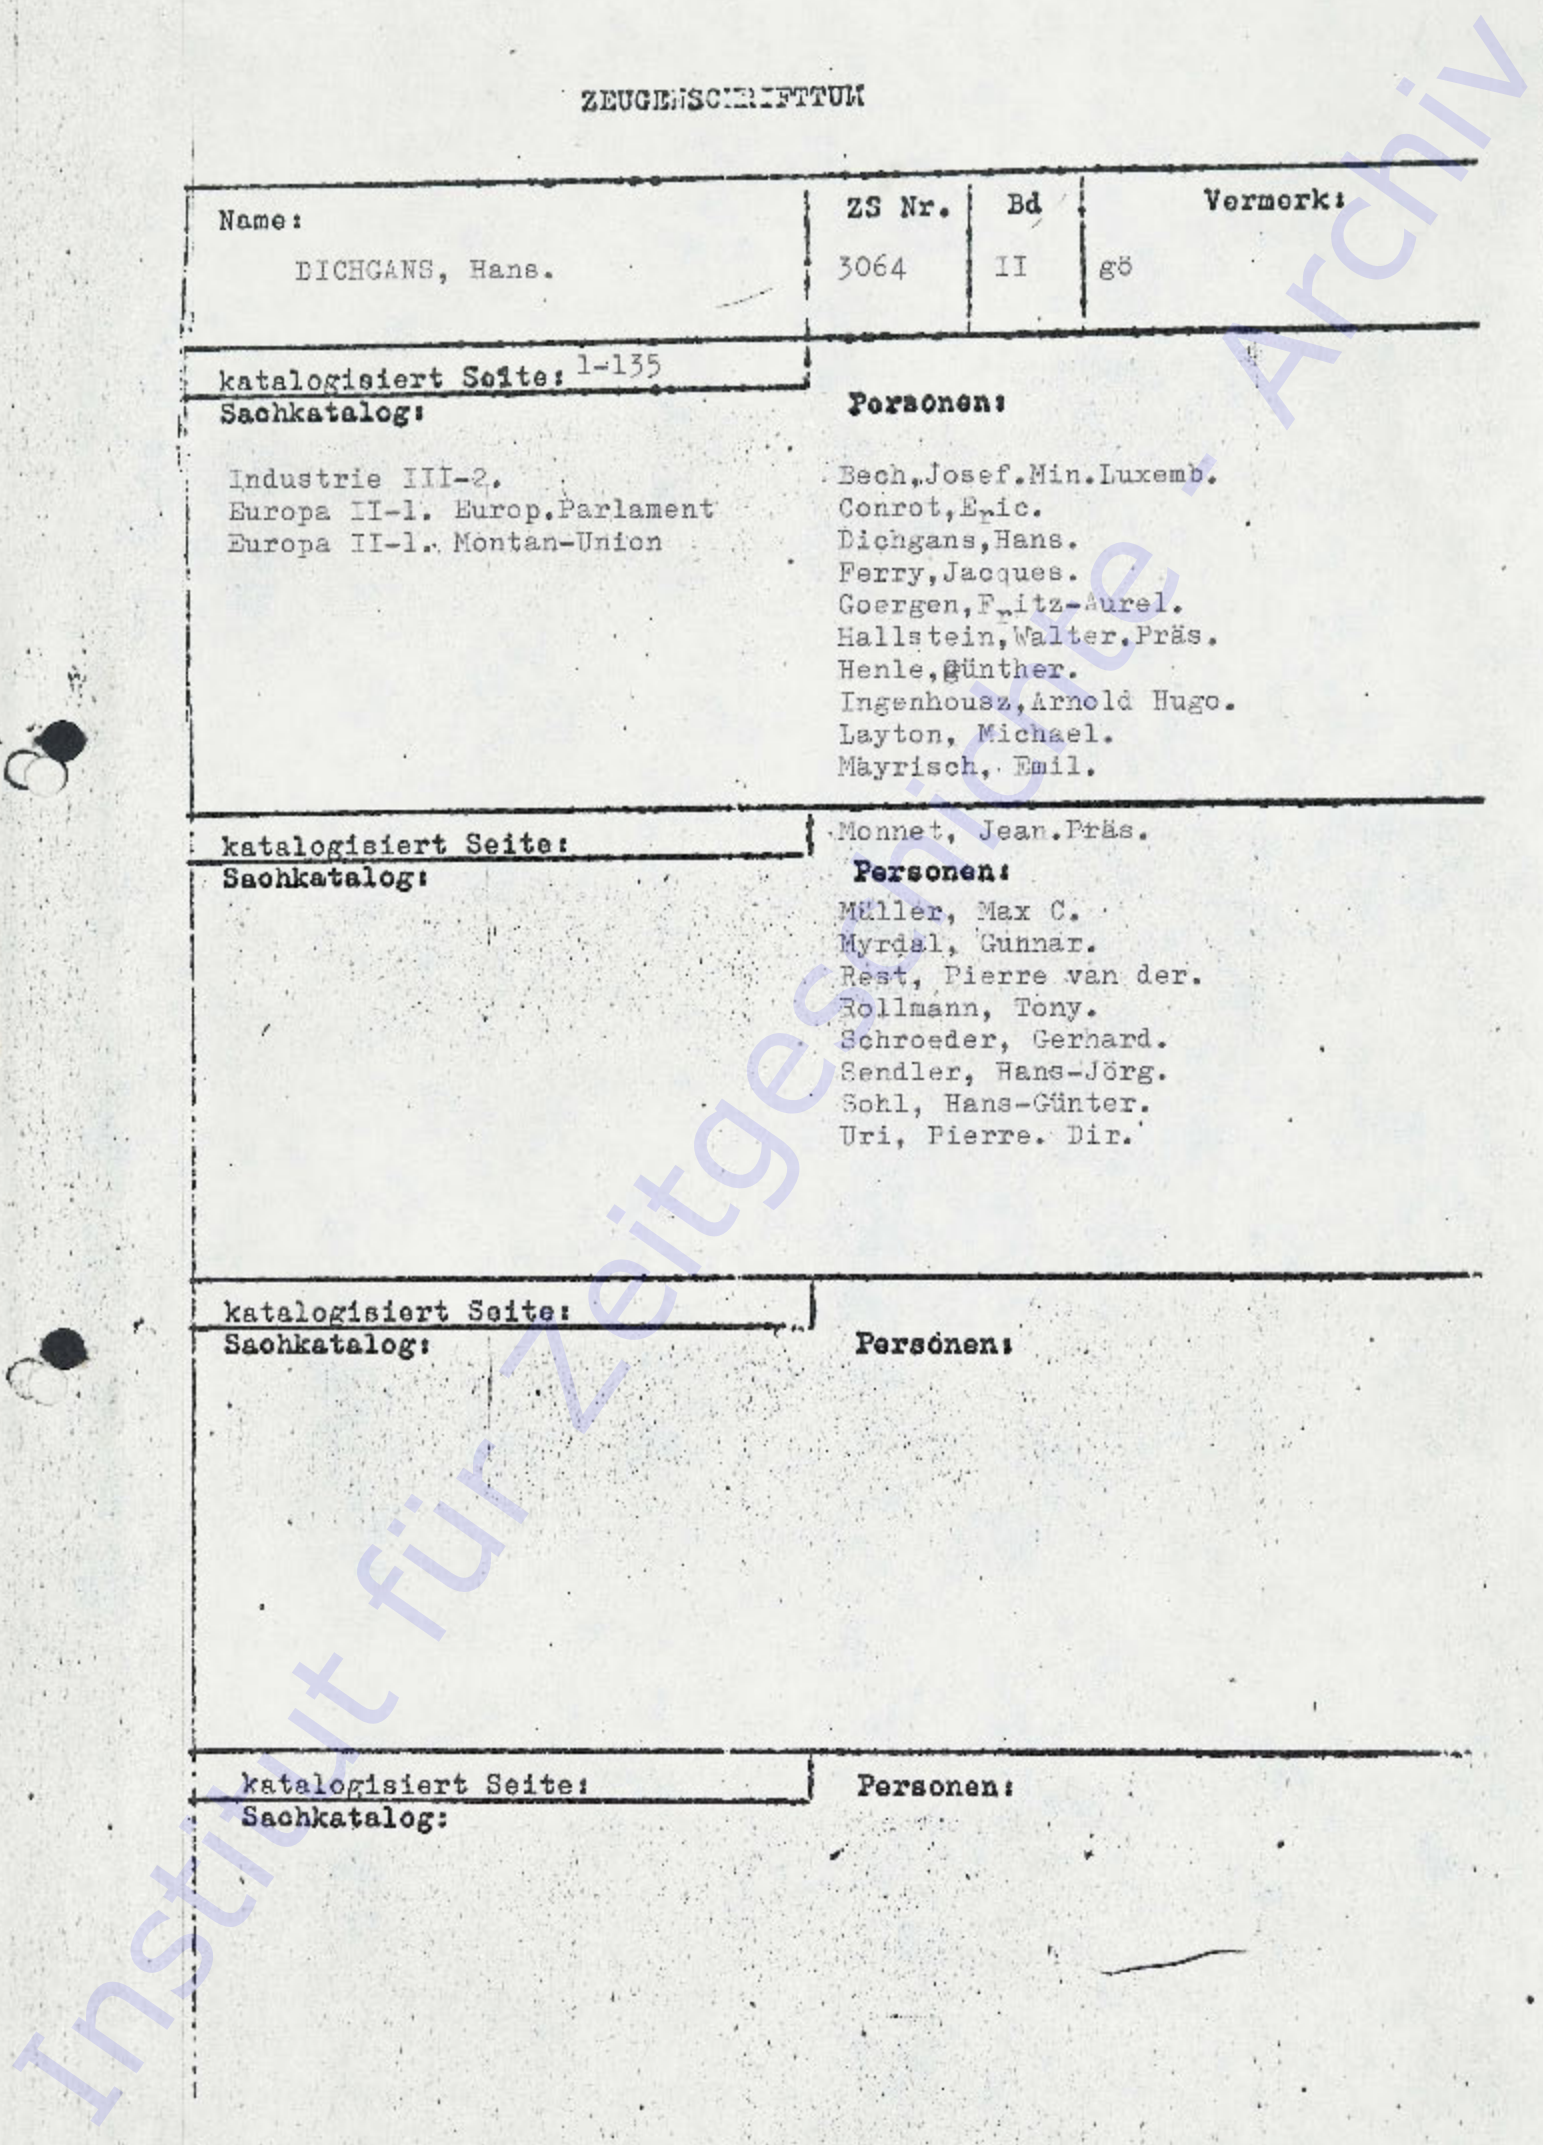 ZEUGENSCHRIFTTUM
Name: ZS Nr. Bd Vermerk:
DICHGANS, Hans. 3064 II gö
katalogisiert Seite: 1-135
Sachkatalog: Personen:
Industrie III-2.
Europa II-1. Europ.Parlament
Europa II-1. Montan-Union
Bech,Josef.Min.Luxemb.
Conrot,Eric.
Dichgans,Hans.
Ferry,Jacques.
Goergen,Fritz-Aurel.
Hallstein,Walter.Präs.
Henle,Günther.
Ingenhousz,Arnold Hugo.
Layton, Michael.
Mayrisch, Emil.
Monnet, Jean.Präs.
katalogisiert Seite:
Sachkatalog: Personen:
Müller, Max C.
Myrdal, Gunnar.
Rest, Pierre van der.
Rollmann, Tony.
Schroeder, Gerhard.
Sendler, Hans-Jörg.
Sohl, Hans-Günter.
Uri, Pierre. Dir.
katalogisiert Seite:
Sachkatalog: Personen:
katalogisiert Seite: Personen:
Sachkatalog:
Institut für Zeitgeschichte - Archiv